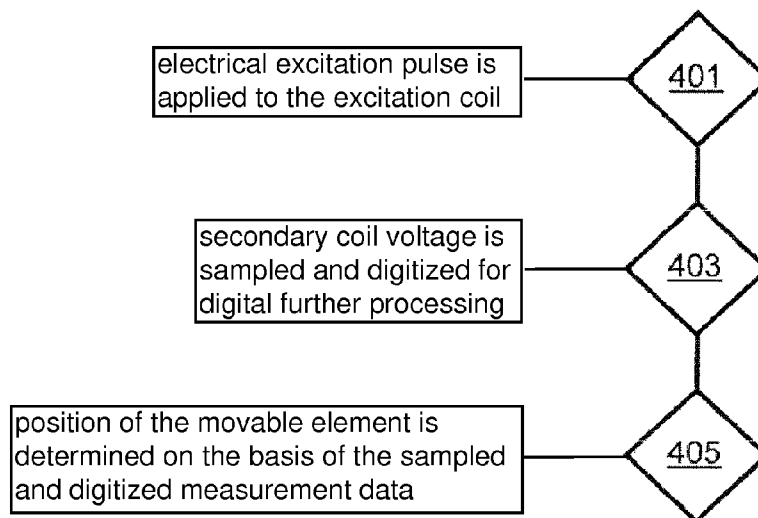 electrical excitation pulse is
applied to the excitation coil
401
secondary coil voltage is
sampled and digitized for
digital further processing
403
position of the movable element is
determined on the basis of the sampled
and digitized measurement data
405